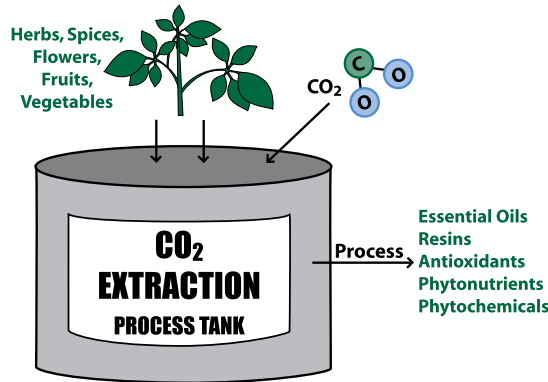 Herbs, Spices,
Flowers,
Fruits,
Vegetables
C
O
O
CO₂
CO₂
EXTRACTION
PROCESS TANK
Process
Essential Oils
Resins
Antioxidants
Phytonutrients
Phytochemicals